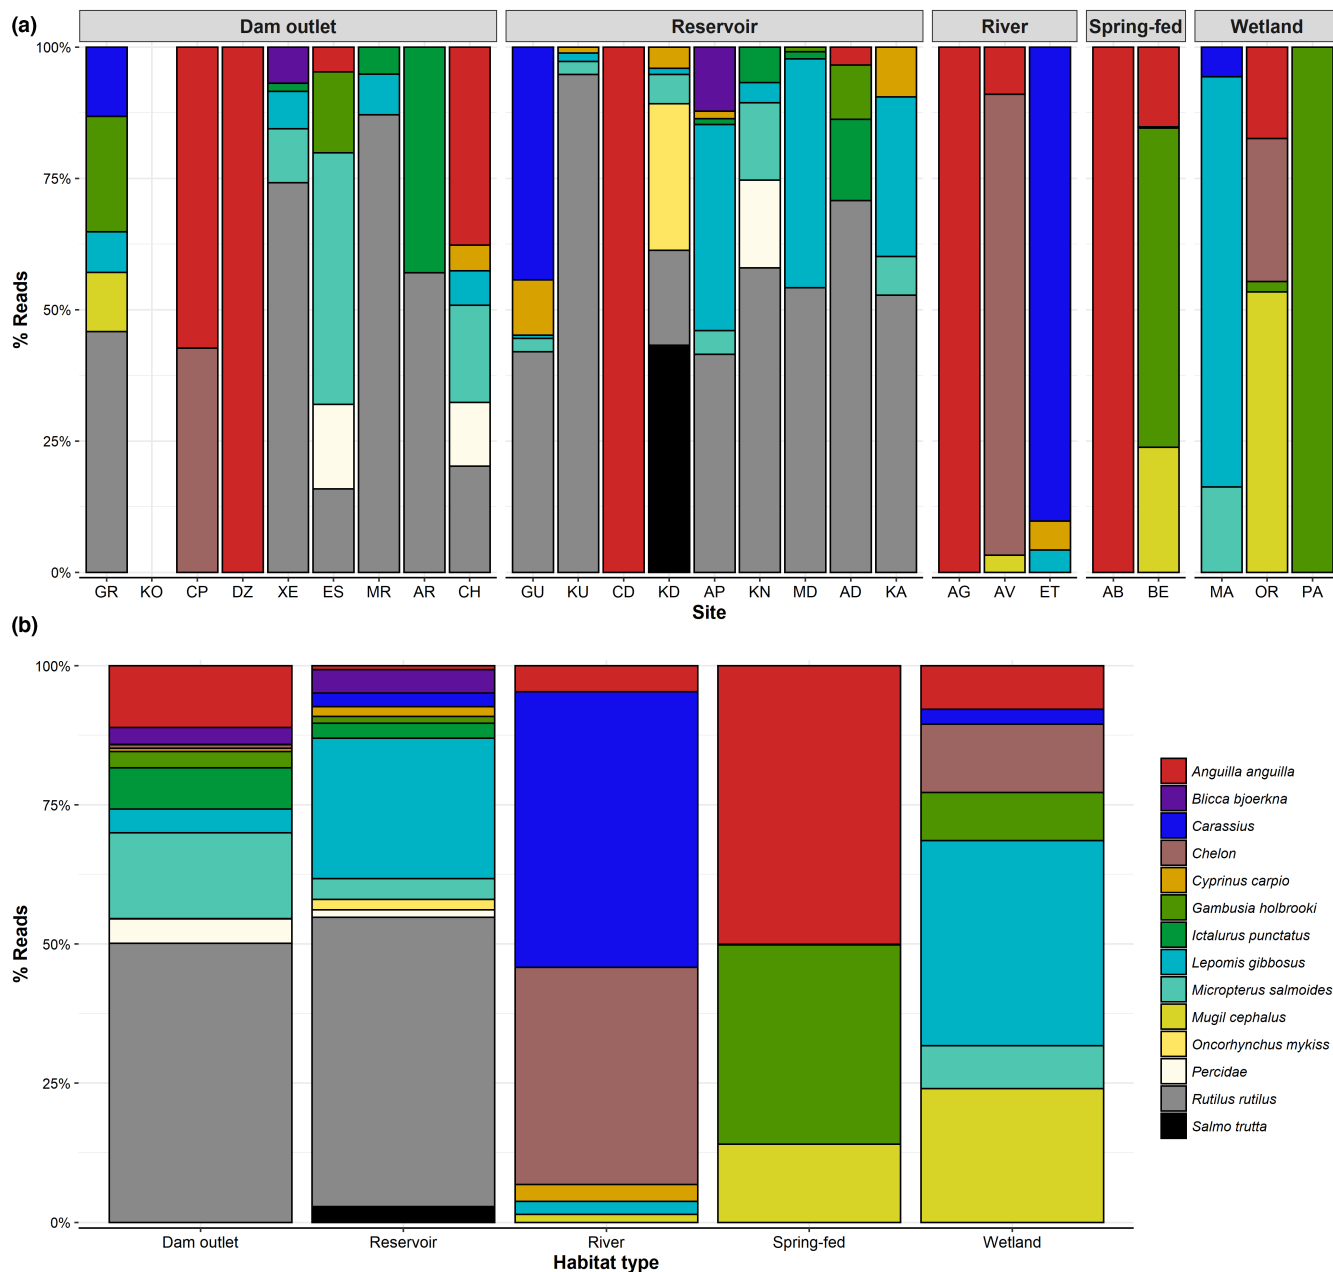 (a)
Dam outlet Reservoir River Spring-fed Wetland
100%
75%
50%
25%
0%
% Reads
GR KO CP DZ XE ES MR AR CH GU KU CD KD AP KN MD AD KA AG AV ET AB BE MA OR PA
Site
(b)
100%
75%
50%
25%
0%
% Reads
Dam outlet Reservoir River Spring-fed Wetland
Habitat type
Anguilla anguilla
Blicca bjoerkna
Carassius
Chelon
Cyprinus carpio
Gambusia holbrooki
Ictalurus punctatus
Lepomis gibbosus
Micropterus salmoides
Mugil cephalus
Oncorhynchus mykiss
Percidae
Rutilus rutilus
Salmo trutta